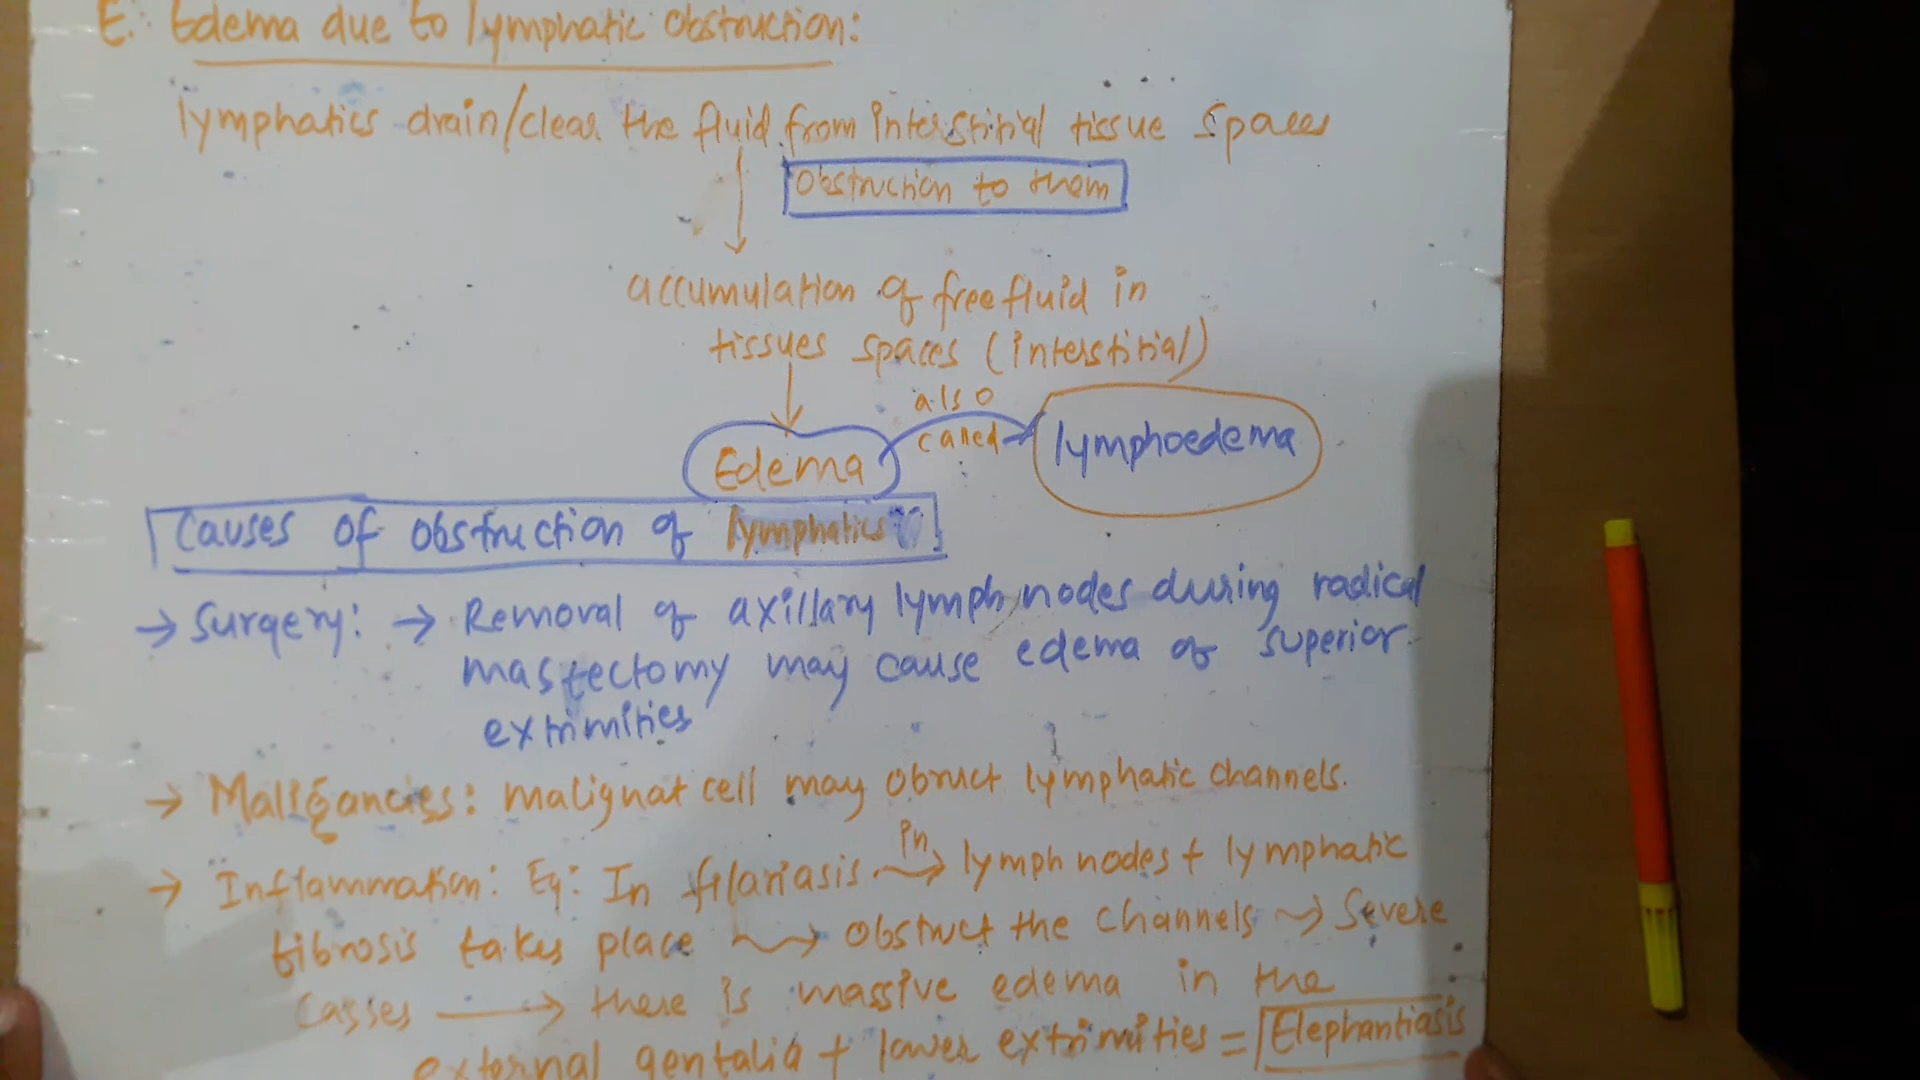 E. Edema due to lymphatic obstruction:
lymphatics drain/clear the fluid from interstitial tissue spaces
obstruction to them
accumulation of free fluid in
tissues spaces (interstitial)
also
called
Edema
lymphoedema
Causes of obstruction of lymphatics
→ Surgery: → Removal of axillary lymph nodes during radical
mastectomy may cause edema of superior
extrimities
→ Maligancies: malignat cell may obruct lymphatic channels.
→ Inflammation: Eg: In filariasis in → lymph nodes + lymphatic
fibrosis takes place → obstruct the channels → Severe
Casses → there is massive edema in the
external gentalia + lower extrimities = Elephantiasis